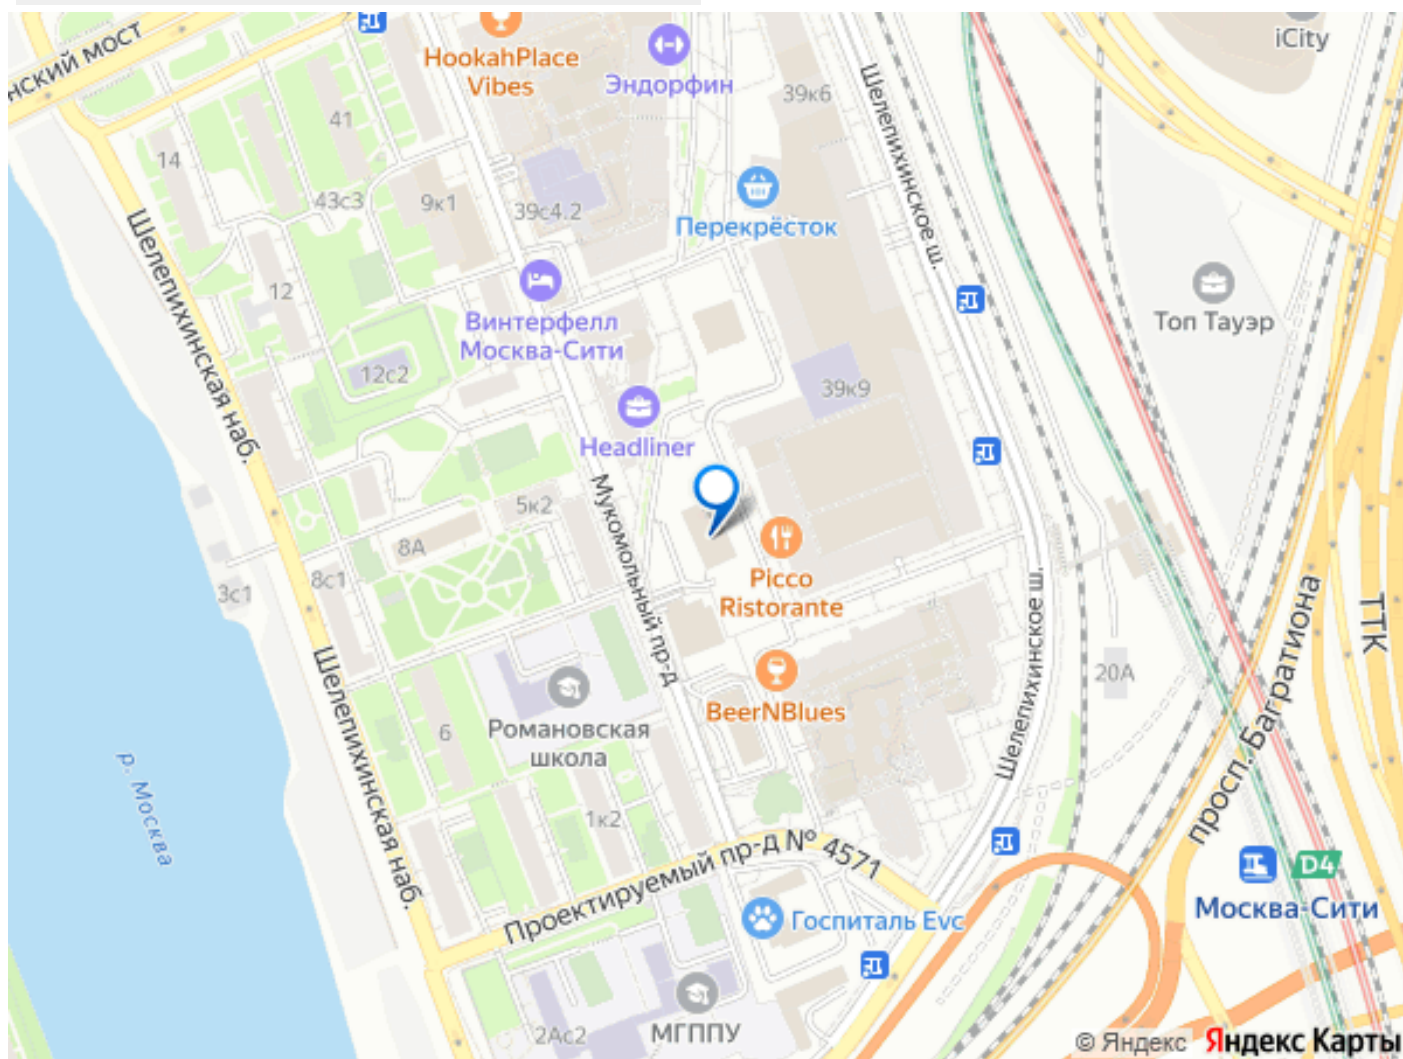 НСКИЙ МОСТ
HookahPlace
Vibes
Эндорфин
iCity
39к6
41
14
43с3
9к1
39с4.2
Шелепихинское ш.
Перекрёсток
Шелепихинская наб.
12
Винтерфелл
Москва-Сити
Топ Тауэр
12с2
39к9
Headliner
Мукомольный пр-д
5к2
8А
8с1
3с1
Picco
Ristorante
Шелепихинское ш.
просп. Багратиона
ТТК
20А
Шелепихинская наб.
Романовская
школа
BeerNBlues
6
р. Москва
1к2
Проектируемый пр-д № 4571
D4
Москва-Сити
Госпиталь Evc
МГППУ
2Ас2
© Яндекс Яндекс Карты